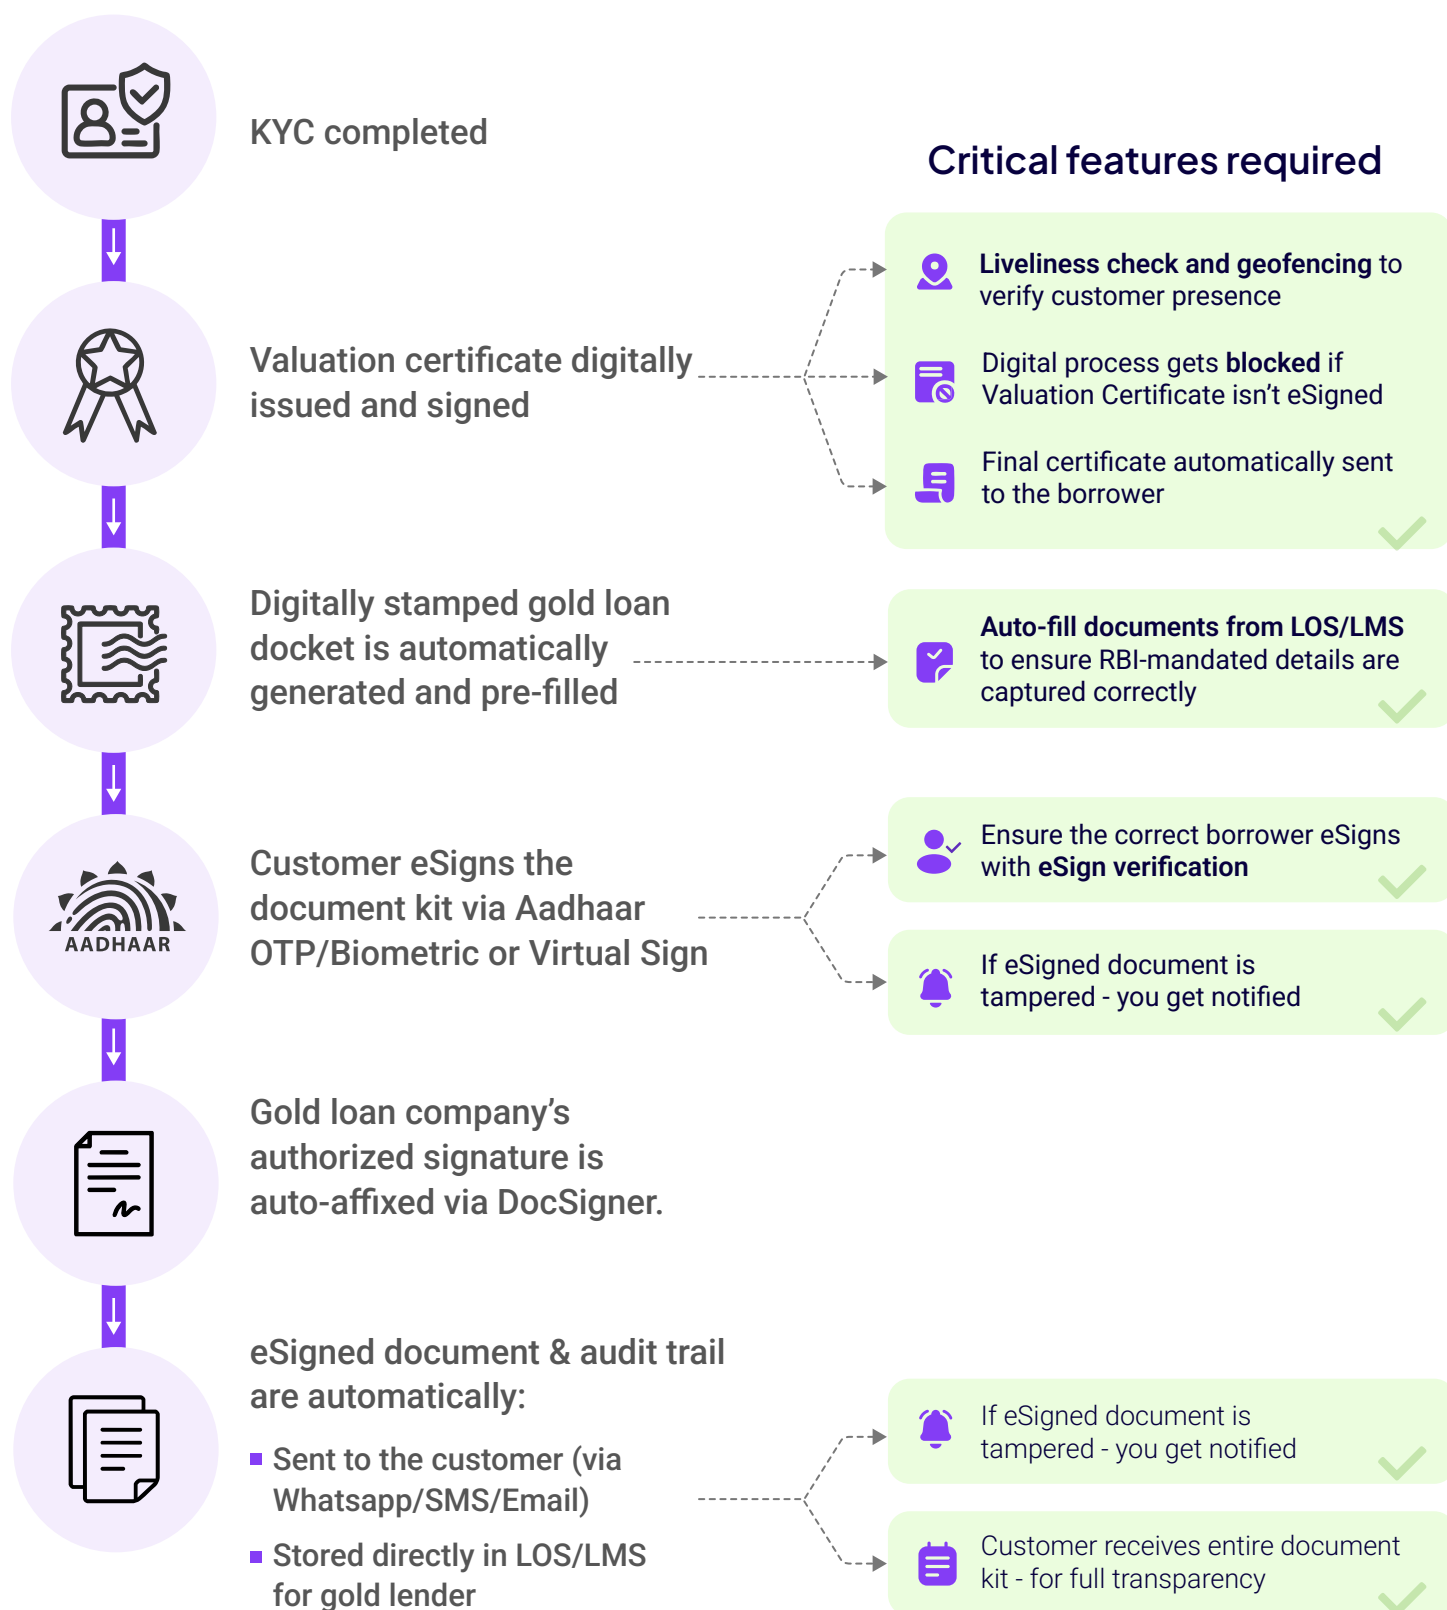 KYC completed
Critical features required
Valuation certificate digitally
issued and signed
Liveliness check and geofencing to
verify customer presence
Digital process gets blocked if
Valuation Certificate isn’t eSigned
Final certificate automatically sent
to the borrower
Digitally stamped gold loan
docket is automatically
generated and pre-filled
Auto-fill documents from LOS/LMS
to ensure RBI-mandated details are
captured correctly
AADHAAR
Customer eSigns the
document kit via Aadhaar
OTP/Biometric or Virtual Sign
Ensure the correct borrower eSigns
with eSign verification
If eSigned document is
tampered - you get notified
Gold loan company’s
authorized signature is
auto-affixed via DocSigner.
eSigned document & audit trail
are automatically:
Sent to the customer (via
Whatsapp/SMS/Email)
Stored directly in LOS/LMS
for gold lender
If eSigned document is
tampered - you get notified
Customer receives entire document
kit - for full transparency